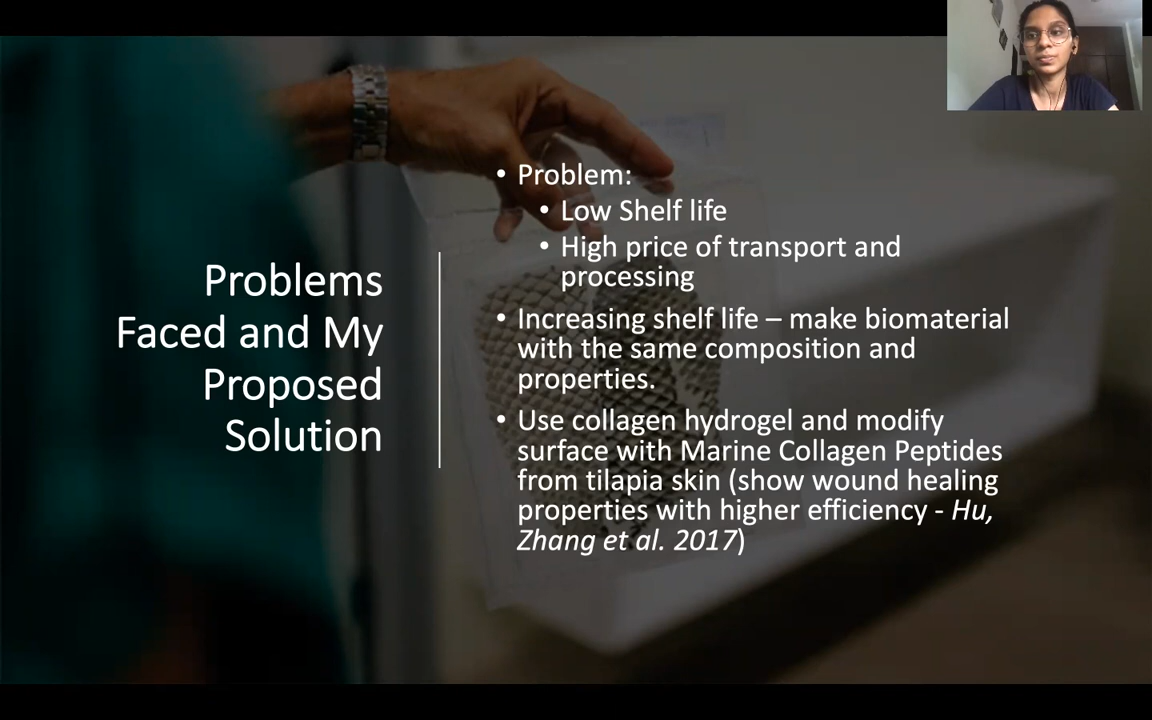 Problems
Faced and My
Proposed
Solution
• Problem:
• Low Shelf life
• High price of transport and
processing
• Increasing shelf life – make biomaterial
with the same composition and
properties.
• Use collagen hydrogel and modify
surface with Marine Collagen Peptides
from tilapia skin (show wound healing
properties with higher efficiency - Hu,
Zhang et al. 2017)